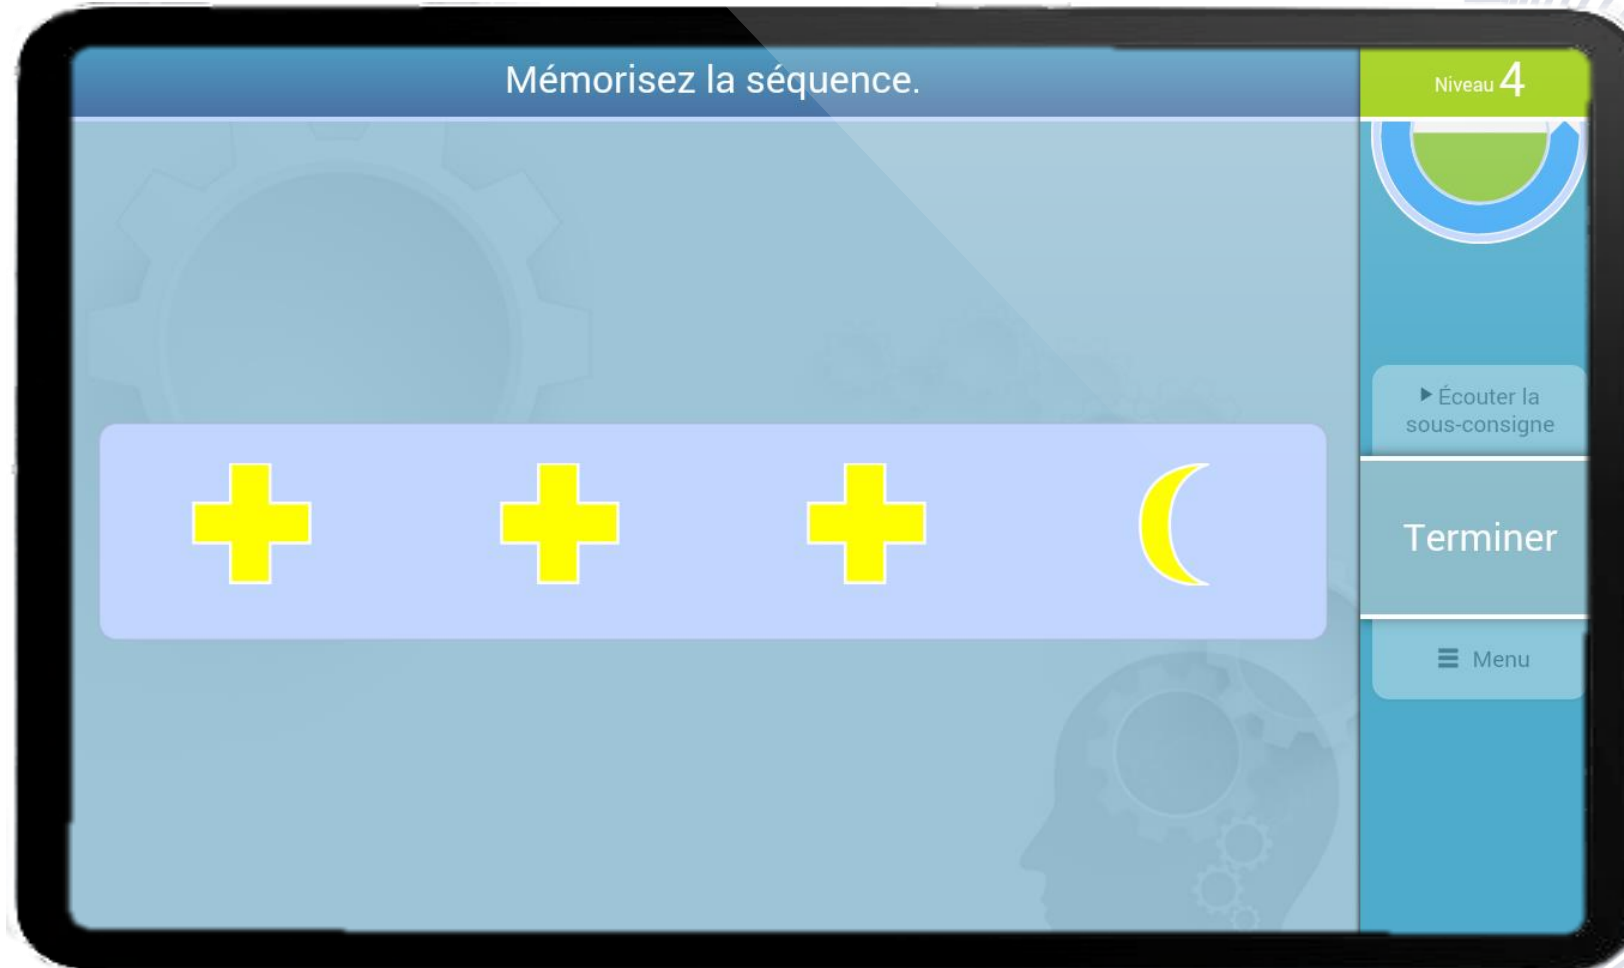 Mémorisez la séquence.
Niveau 4
Écouter la
sous-consigne
Terminer
Menu